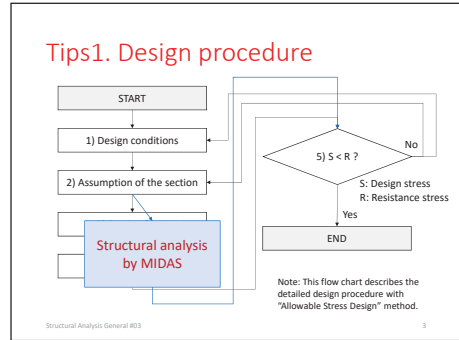 Tips1. Design procedure
START
1) Design conditions
2) Assumption of the section
Structural analysis
by MIDAS
5) S < R ?
No
S: Design stress
R: Resistance stress
Yes
END
Note: This flow chart describes the
detailed design procedure with
“Allowable Stress Design” method.
Structural Analysis General #03
3